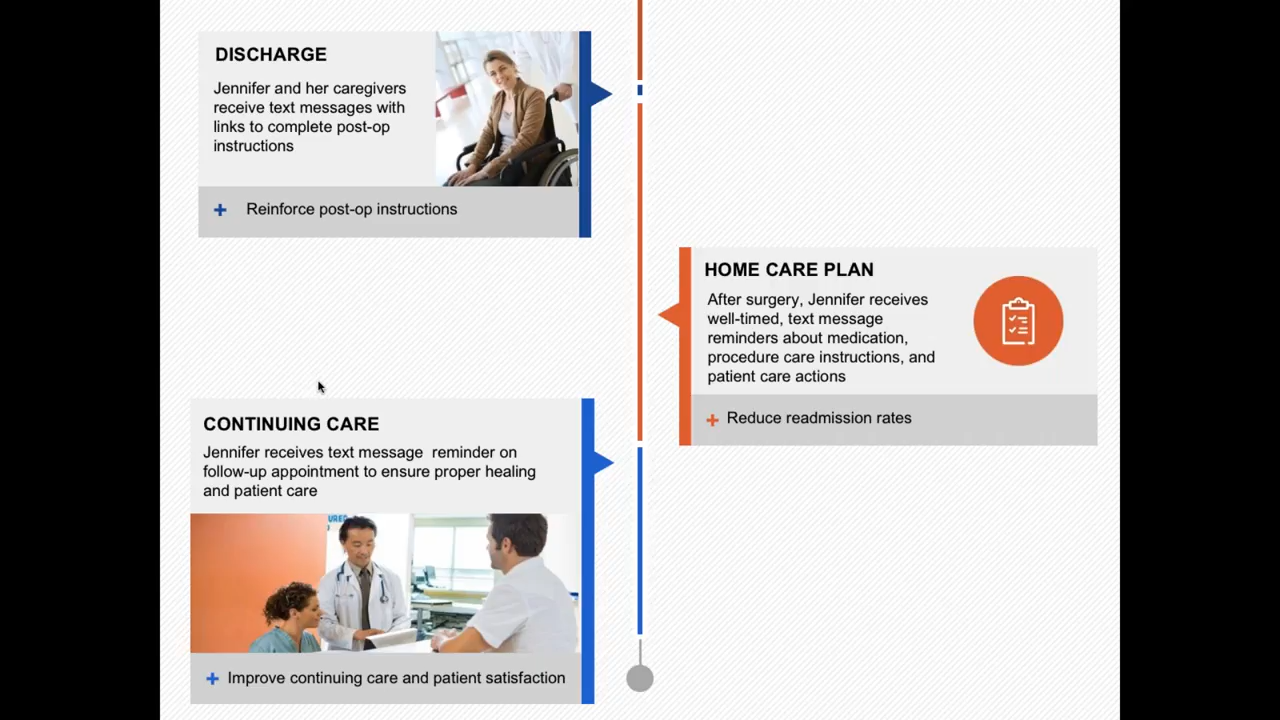 DISCHARGE
Jennifer and her caregivers
receive text messages with
links to complete post-op
instructions
Reinforce post-op instructions
HOME CARE PLAN
After surgery, Jennifer receives
well-timed, text message
reminders about medication,
procedure care instructions, and
patient care actions
Reduce readmission rates
CONTINUING CARE
Jennifer receives text message reminder on
follow-up appointment to ensure proper healing
and patient care
URED
Improve continuing care and patient satisfaction